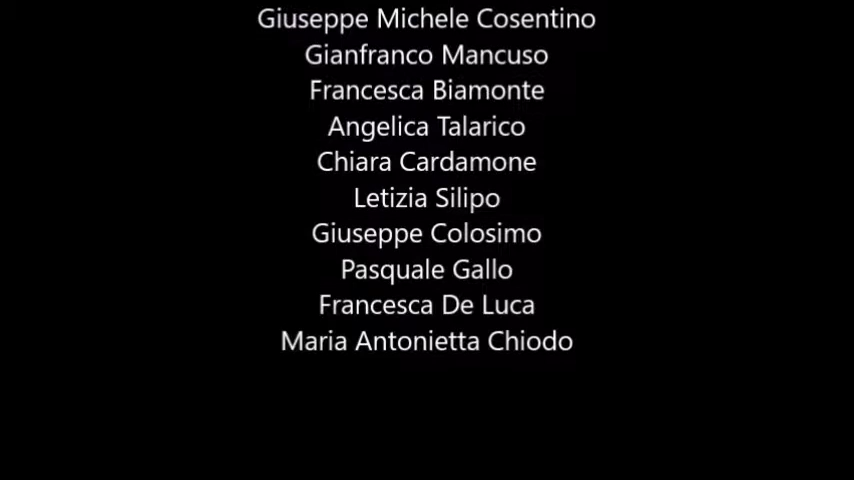 Giuseppe Michele Cosentino
Gianfranco Mancuso
Francesca Biamonte
Angelica Talarico
Chiara Cardamone
Letizia Silipo
Giuseppe Colosimo
Pasquale Gallo
Francesca De Luca
Maria Antonietta Chiodo